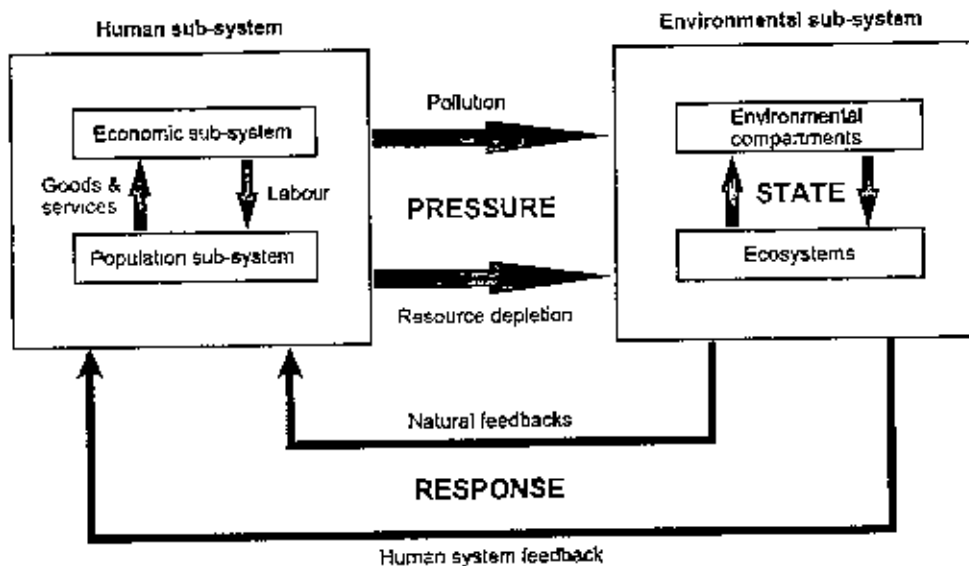 Human sub-system
Environmental sub-system
Pollution
Economic sub-system
Environmental
compartments
Goods &
services
Labour
PRESSURE
STATE
Population sub-system
Ecosystems
Resource depletion
Natural feedbacks
RESPONSE
Human system feedback